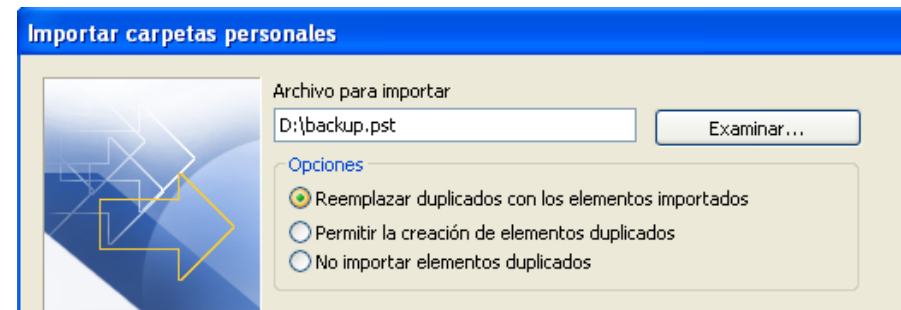 Importar carpetas personales
Archivo para importar
D:\backup.pst
Examinar...
Opciones
Reemplazar duplicados con los elementos importados
Permitir la creación de elementos duplicados
No importar elementos duplicados